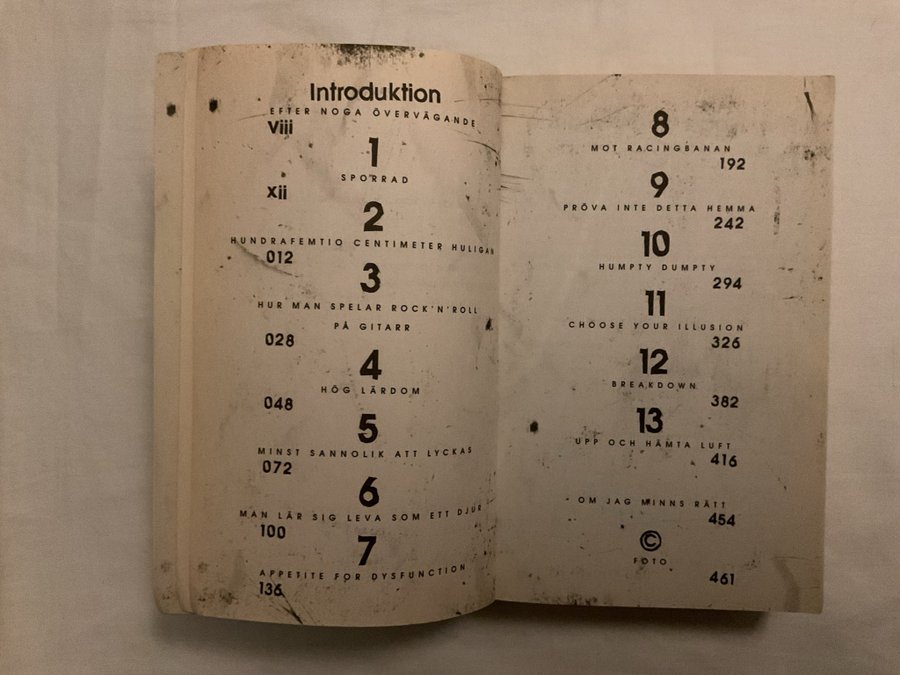 Introduktion
EFTER NOGA ÖVERVÄGANDE
Viii
1
SPORRAD
xii
2
HUNDRAFEMTIO CENTIMETER HULIGAN
012
3
HUR MAN SPELAR ROCK'N'ROLL
PÅ GITARR
028
4
HÖG LÄRDOM
048
5
MINST SANNOLIK ATT LYCKAS
072
6
MAN LÄR SIG LEVA SOM ETT DJUR
100
7
APPETITE FOR DYSFUNCTION
136
8
MOT RACINGBANAN
192
9
PRÖVA INTE DETTA HEMMA
242
10
HUMPTY DUMPTY
294
11
CHOOSE YOUR ILLUSION
326
12
BREAKDOWN
382
13
UPP OCH HÄMTA LUFT
416
OM JAG MINNS RÄTT
454
©
FOTO
461